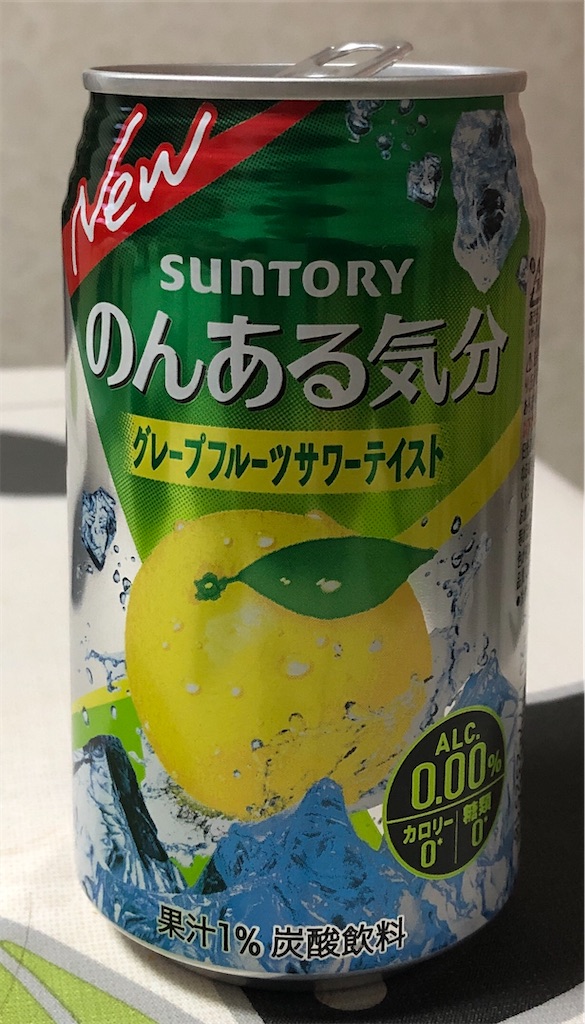 New
SUNTORY
のんある気分
グレープフルーツサワーテイスト
ALC.
0.00%
カロリー 0*
糖類 0*
果汁1% 炭酸飲料